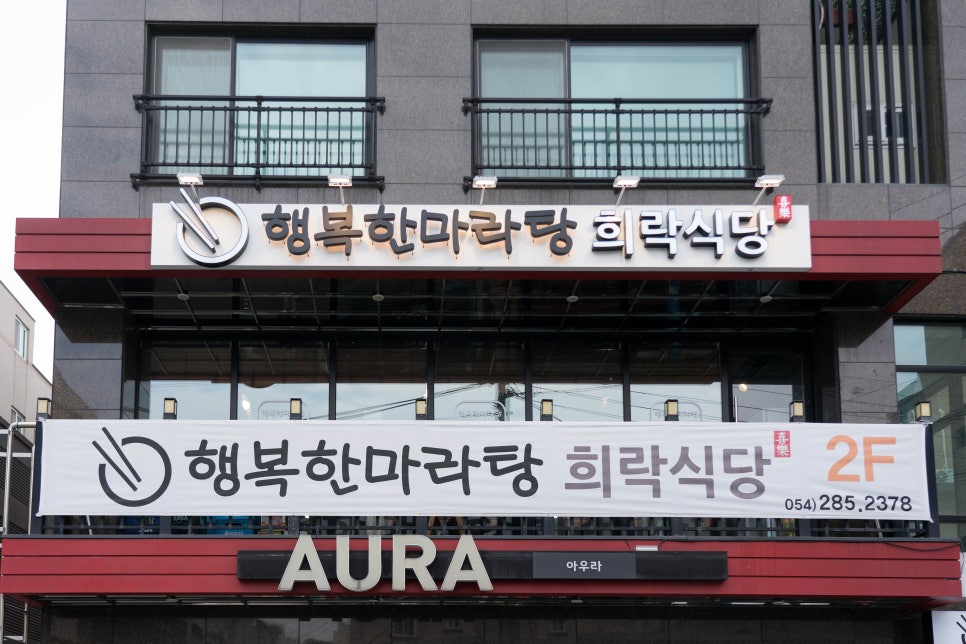 행복한마라탕 희락식당 喜樂
행복한마라탕 희락식당 喜樂 2F
054) 285.2378
AURA 아우라